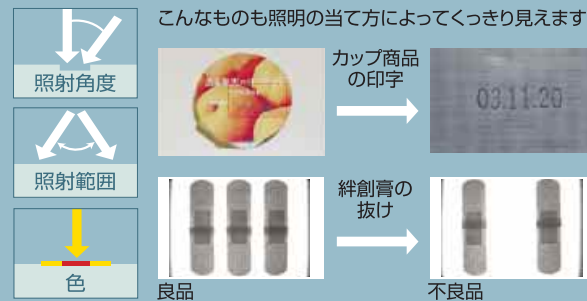 こんなものも照明の当て方によってくっきり見えます
照射角度
照射範囲
色
カップ商品
の印字
03.11.20
絆創膏の
抜け
良品
不良品